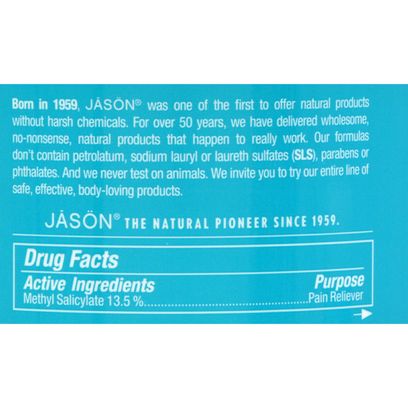 Born in 1959, JÂSÖN® was one of the first to offer natural products
without harsh chemicals. For over 50 years, we have delivered wholesome,
no-nonsense, natural products that happen to really work. Our formulas
don't contain petrolatum, sodium lauryl or laureth sulfates (SLS), parabens or
phthalates. And we never test on animals. We invite you to try our entire line of
safe, effective, body-loving products.
JÂSÖN® THE NATURAL PIONEER SINCE 1959.
Drug Facts
Active Ingredients Purpose
Methyl Salicylate 13.5 %......................................................Pain Reliever